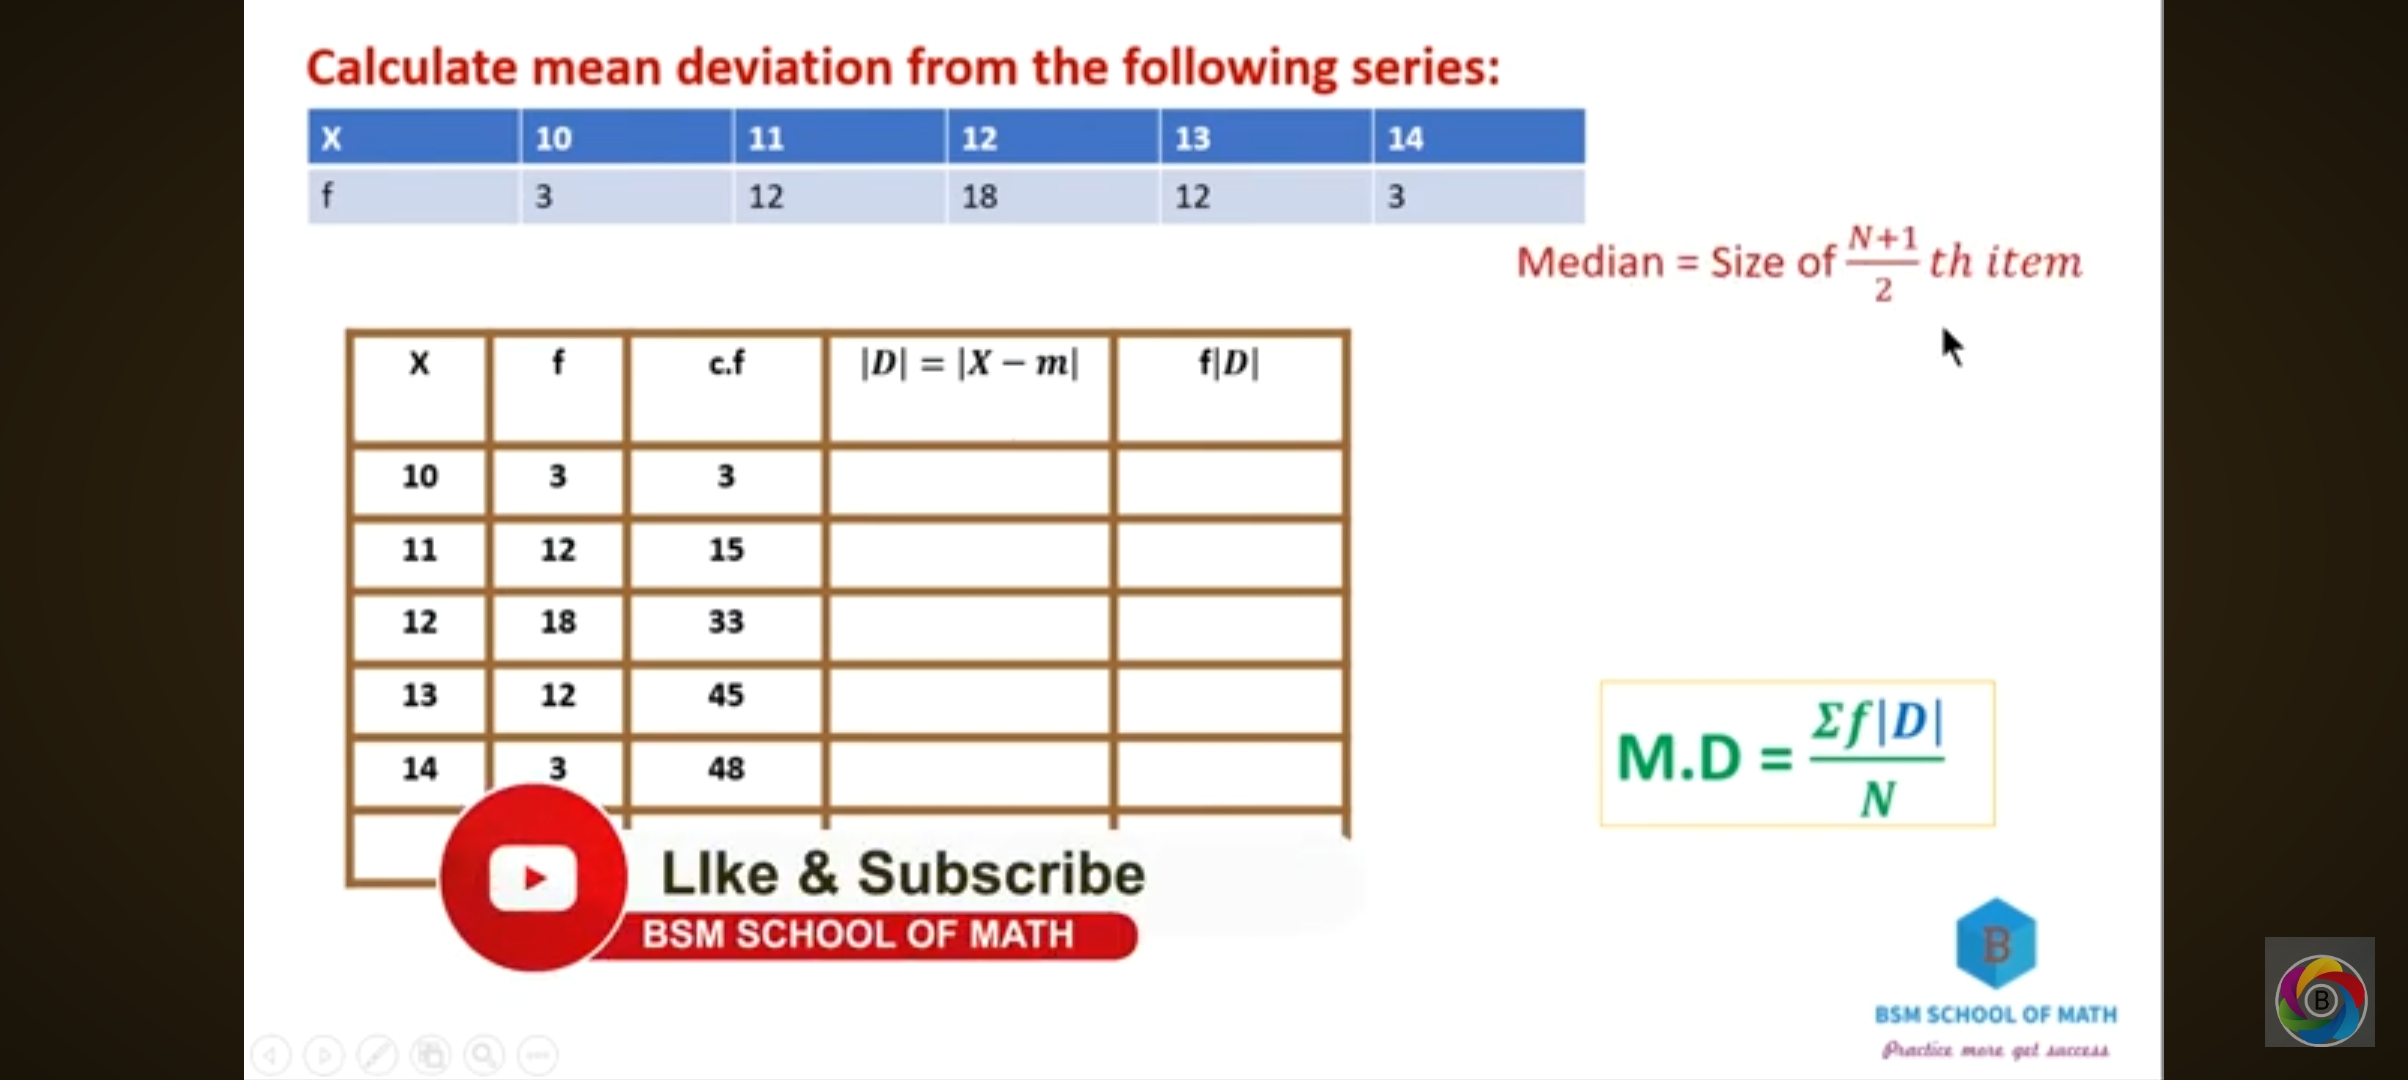 Calculate mean deviation from the following series:
X 10 11 12 13 14
f 3 12 18 12 3
Median = Size of \frac{N+1}{2} th item
X f c.f |D| = |X − m| f|D|
10 3 3
11 12 15
12 18 33
13 12 45
14 3 48
M.D = \frac{Σf|D|}{N}
LIke & Subscribe
BSM SCHOOL OF MATH
B
BSM SCHOOL OF MATH
Practice more get success
B